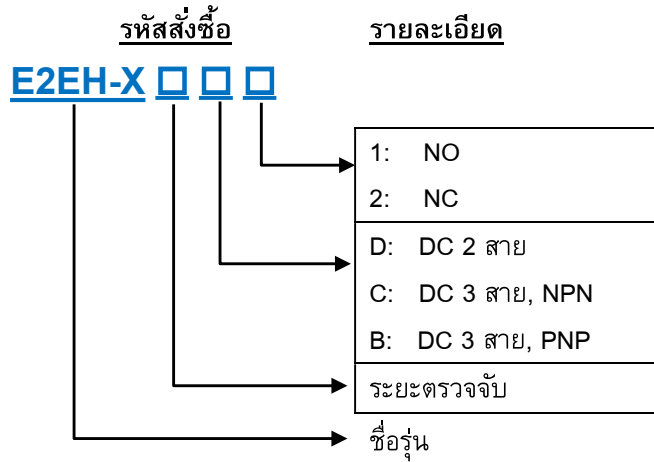 รหัสสั่งซื้อ รายละเอียด
E2EH-X □ □ □
1: NO
2: NC
D: DC 2 สาย
C: DC 3 สาย, NPN
B: DC 3 สาย, PNP
ระยะตรวจจับ
ชื่อรุ่น